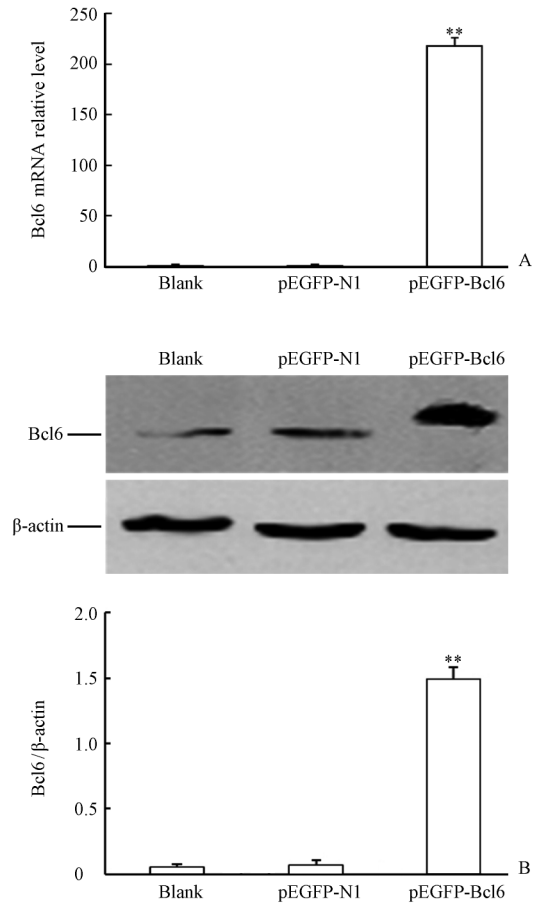 Bcl6 mRNA relative level
250
200
150
100
50
0
**
Blank pEGFP-N1 pEGFP-Bcl6
A
Blank pEGFP-N1 pEGFP-Bcl6
Bcl6
β-actin
Bcl6/β-actin
2.0
1.5
1.0
0.5
0
**
Blank pEGFP-N1 pEGFP-Bcl6
B